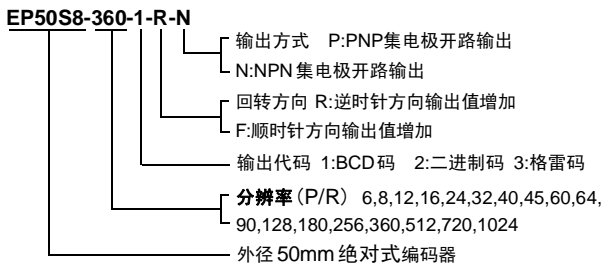 EP50S8-360-1-R-N
输出方式 P:PNP集电极开路输出
N:NPN集电极开路输出
回转方向 R:逆时针方向输出值增加
F:顺时针方向输出值增加
输出代码 1:BCD码 2:二进制码 3:格雷码
分辨率(P/R) 6,8,12,16,24,32,40,45,60,64,
90,128,180,256,360,512,720,1024
外径50mm绝对式编码器